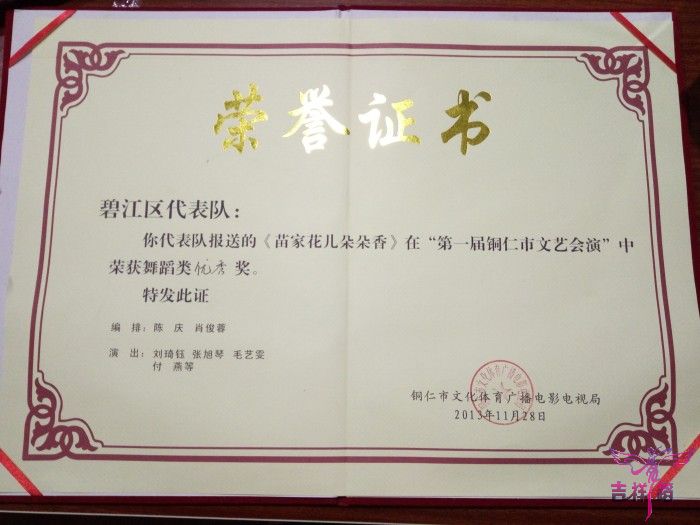 荣誉证书
碧江区代表队：
你代表队报送的《苗家花儿朵朵香》在“第一届铜仁市文艺会演”中
荣获舞蹈类优秀奖。
特发此证
编 排：陈 庆 肖俊蓉
演 出：刘琦钰 张旭琴 毛艺雯
付 燕等
铜仁市文化体育广播电影电视局
2013年11月28日
吉祥